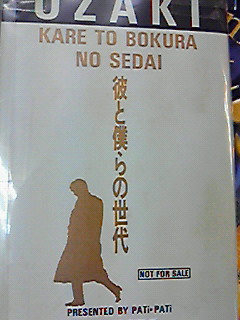 OZAKI
KARE TO BOKURA
NO SEDAI
彼と僕らの世代
NOT FOR SALE
PRESENTED BY PATi•PATi